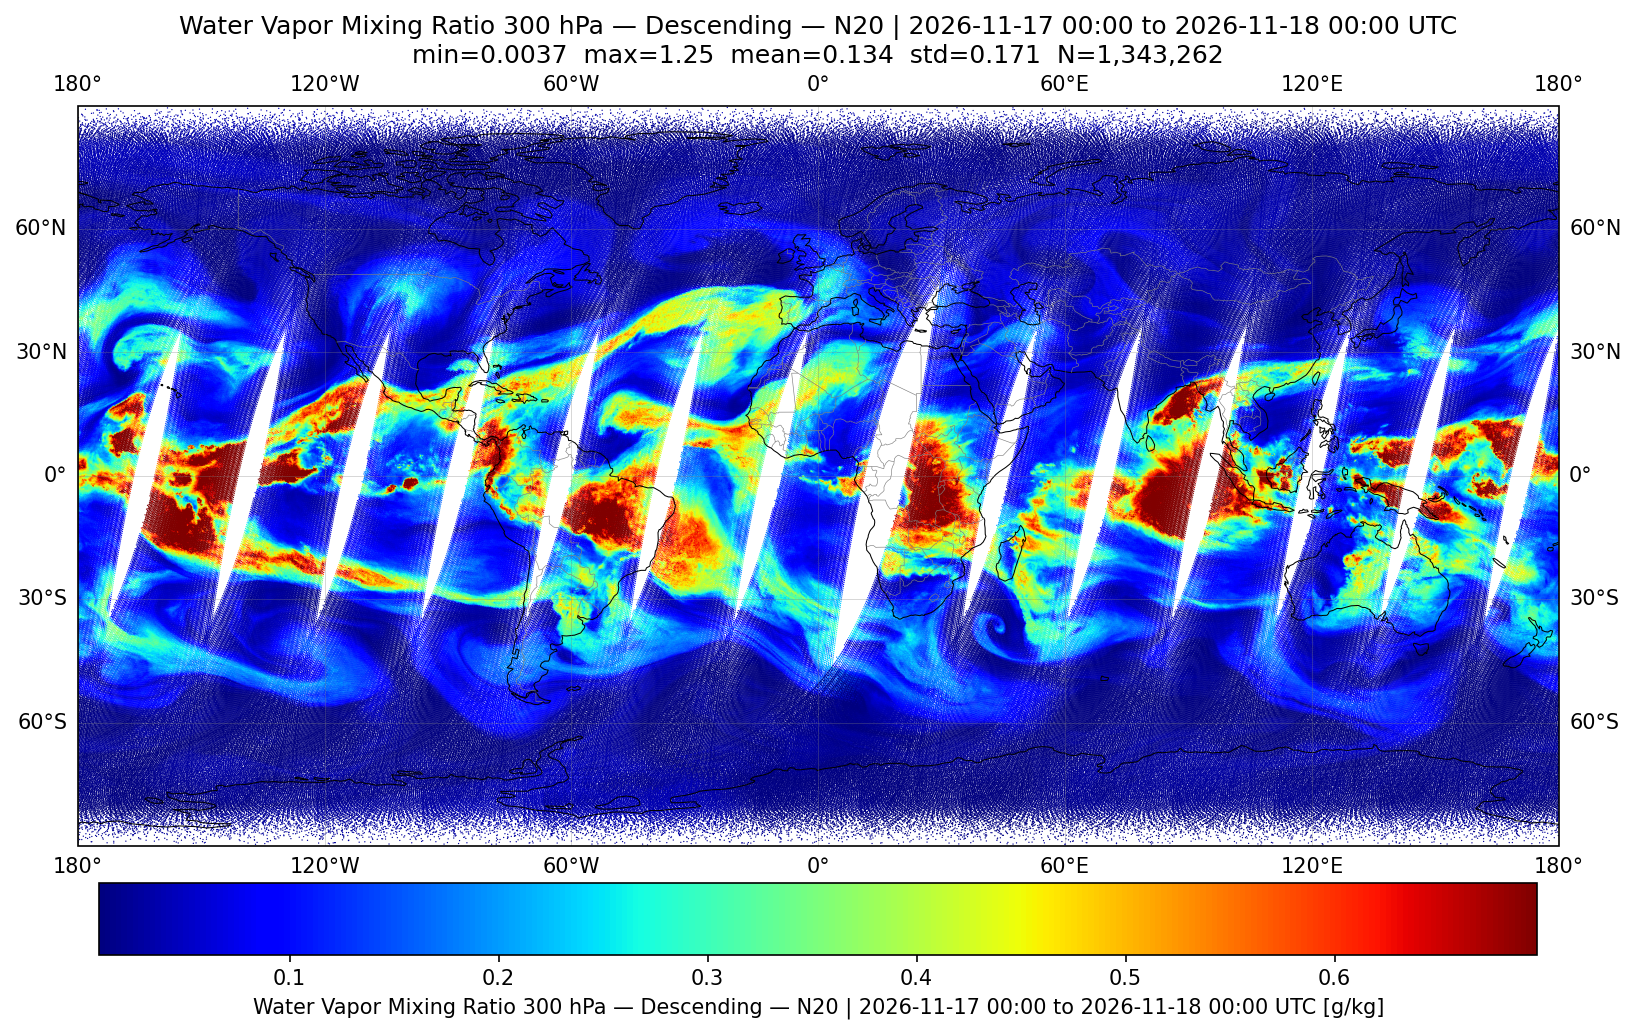 Water Vapor Mixing Ratio 300 hPa — Descending — N20 | 2026-11-17 00:00 to 2026-11-18 00:00 UTC
min=0.0037  max=1.25  mean=0.134  std=0.171  N=1,343,262
180° 120°W 60°W 0° 60°E 120°E 180°
60°N 60°N
30°N 30°N
0° 0°
30°S 30°S
60°S 60°S
180° 120°W 60°W 0° 60°E 120°E 180°
0.1 0.2 0.3 0.4 0.5 0.6
Water Vapor Mixing Ratio 300 hPa — Descending — N20 | 2026-11-17 00:00 to 2026-11-18 00:00 UTC [g/kg]